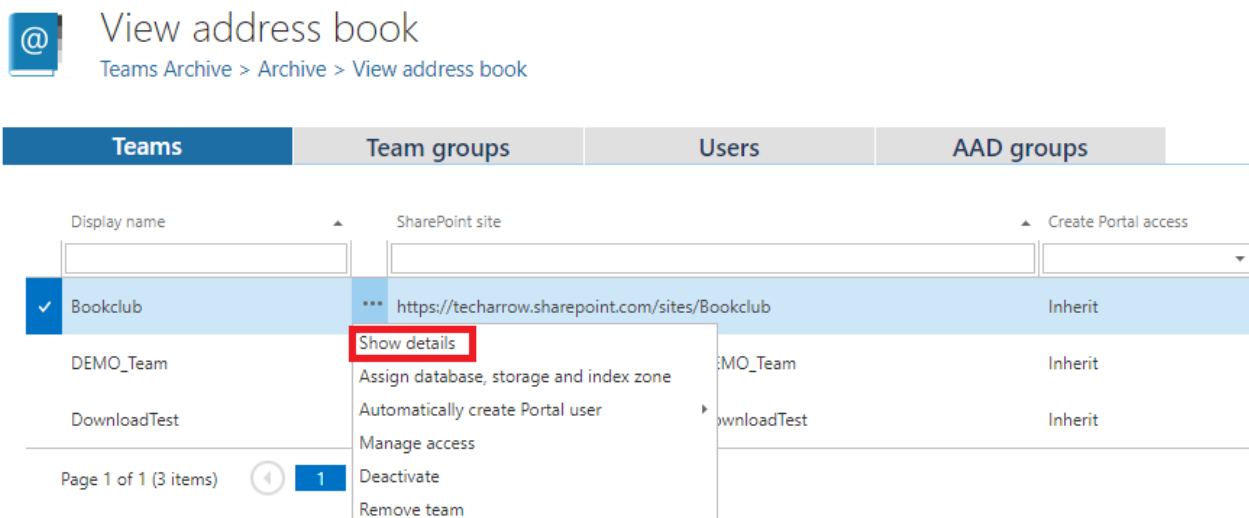 @
View address book
Teams Archive > Archive > View address book
Teams Team groups Users AAD groups
Display name SharePoint site Create Portal access
Bookclub ••• https://techarrow.sharepoint.com/sites/Bookclub Inherit
Show details
DEMO_Team EMO_Team Inherit
Assign database, storage and index zone
Automatically create Portal user
DownloadTest ownloadTest Inherit
Manage access
Page 1 of 1 (3 items) 1 Deactivate
Remove team